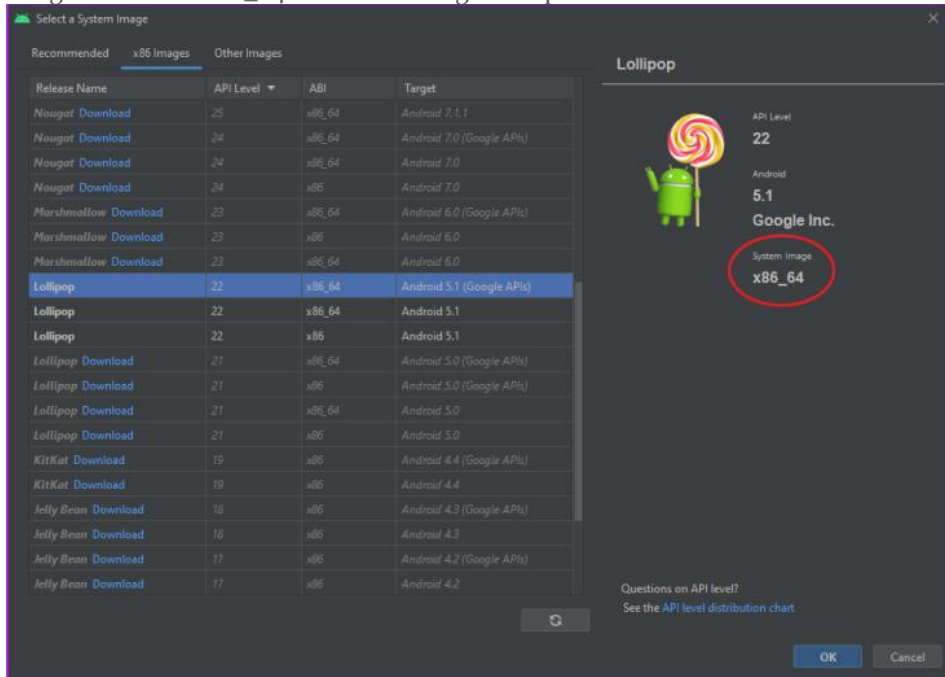 Select a System Image
Recommended x86 Images Other Images
Release Name API Level ABI Target
Nougat Download 25 x86_64 Android 7.1.1
Nougat Download 24 x86_64 Android 7.0 (Google APIs)
Nougat Download 24 x86_64 Android 7.0
Nougat Download 24 x86 Android 7.0
Marshmallow Download 23 x86_64 Android 6.0 (Google APIs)
Marshmallow Download 23 x86 Android 6.0
Marshmallow Download 23 x86_64 Android 6.0
Lollipop 22 x86_64 Android 5.1 (Google APIs)
Lollipop 22 x86_64 Android 5.1
Lollipop 22 x86 Android 5.1
Lollipop Download 21 x86_64 Android 5.0 (Google APIs)
Lollipop Download 21 x86 Android 5.0 (Google APIs)
Lollipop Download 21 x86_64 Android 5.0
Lollipop Download 21 x86 Android 5.0
KitKat Download 19 x86 Android 4.4 (Google APIs)
KitKat Download 19 x86 Android 4.4
Jelly Bean Download 18 x86 Android 4.3 (Google APIs)
Jelly Bean Download 18 x86 Android 4.3
Jelly Bean Download 17 x86 Android 4.2 (Google APIs)
Jelly Bean Download 17 x86 Android 4.2
Lollipop
API Level
22
Android
5.1
Google Inc.
System Image
x86_64
Questions on API level?
See the API level distribution chart
OK Cancel